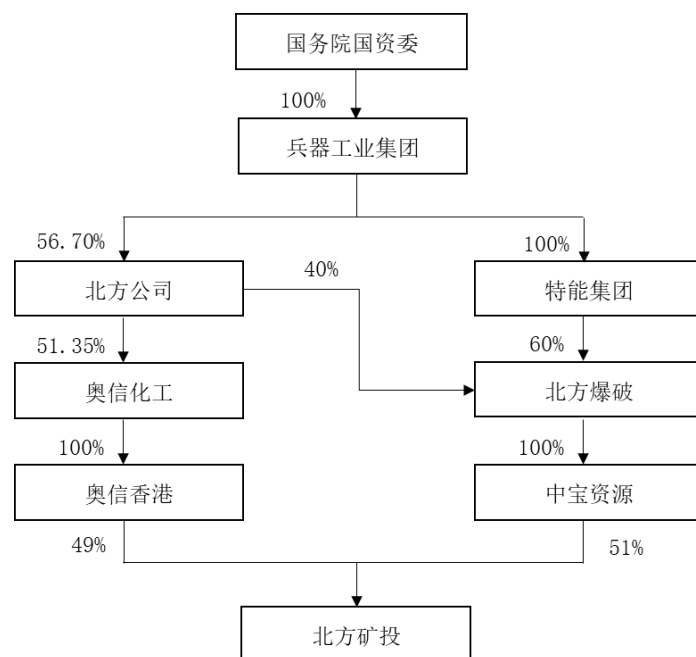 国务院国资委
100%
兵器工业集团
56.70%
100%
北方公司
40%
特能集团
51.35%
60%
奥信化工
北方爆破
100%
100%
奥信香港
中宝资源
49%
51%
北方矿投